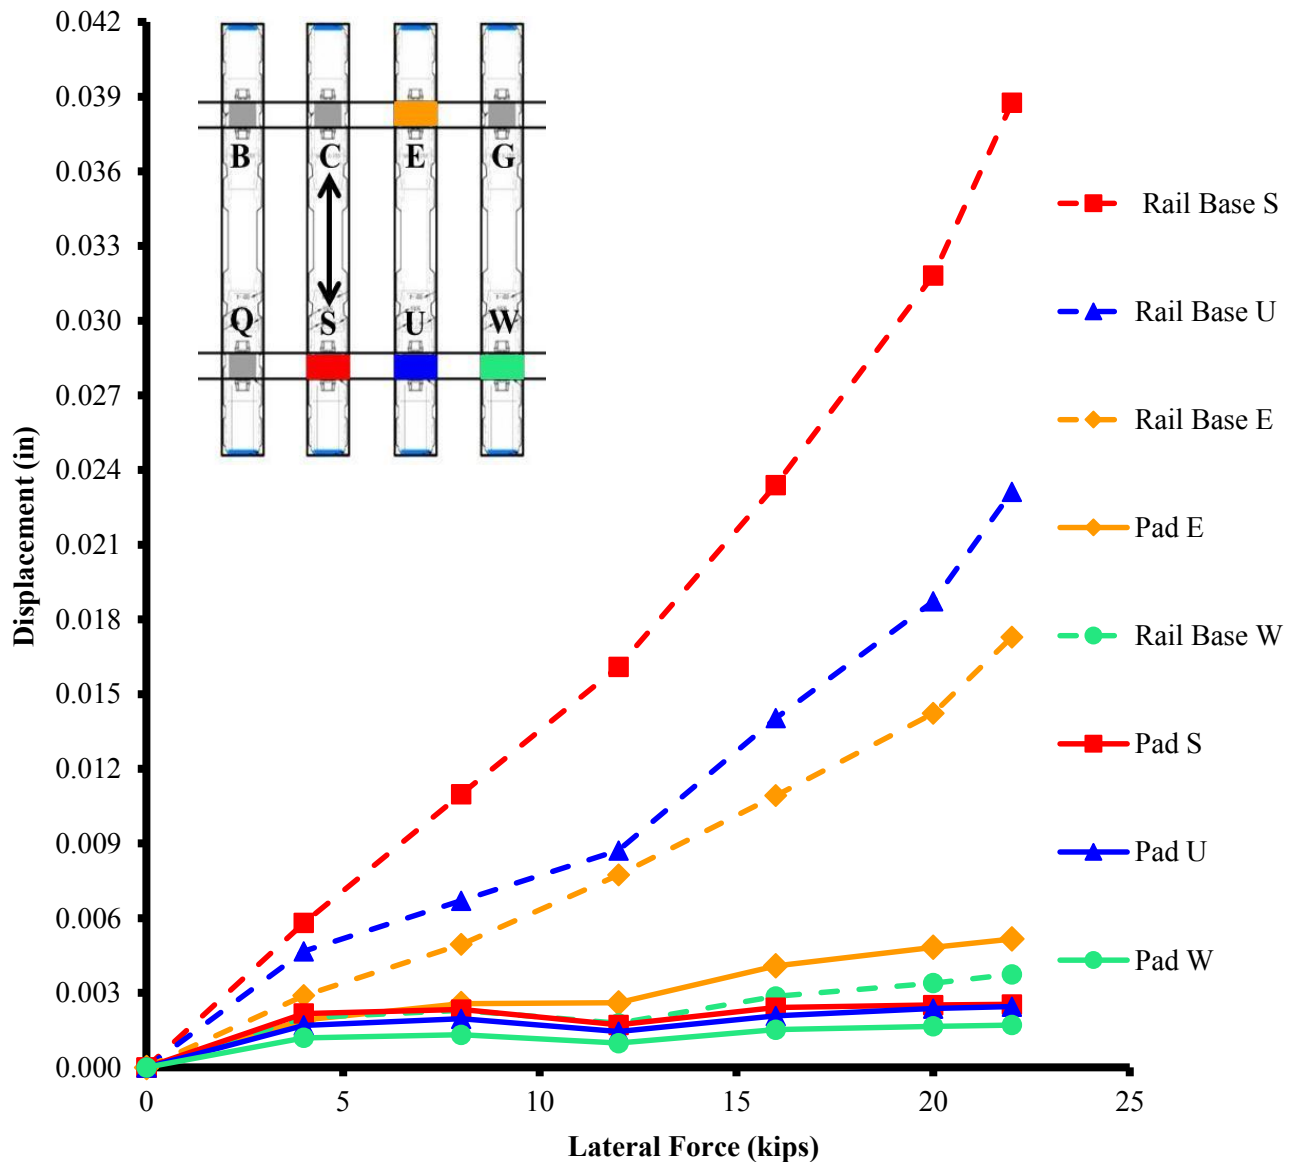 0.042
0.039
0.036
0.033
0.030
0.027
0.024
0.021
0.018
0.015
0.012
0.009
0.006
0.003
0.000
Displacement (in)
0 5 10 15 20 25
Lateral Force (kips)
B C E G
Q S U W
Rail Base S
Rail Base U
Rail Base E
Pad E
Rail Base W
Pad S
Pad U
Pad W